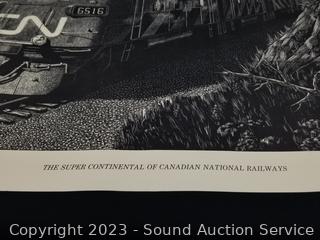 6516
CN
THE SUPER CONTINENTAL OF CANADIAN NATIONAL RAILWAYS
Copyright 2023 - Sound Auction Service